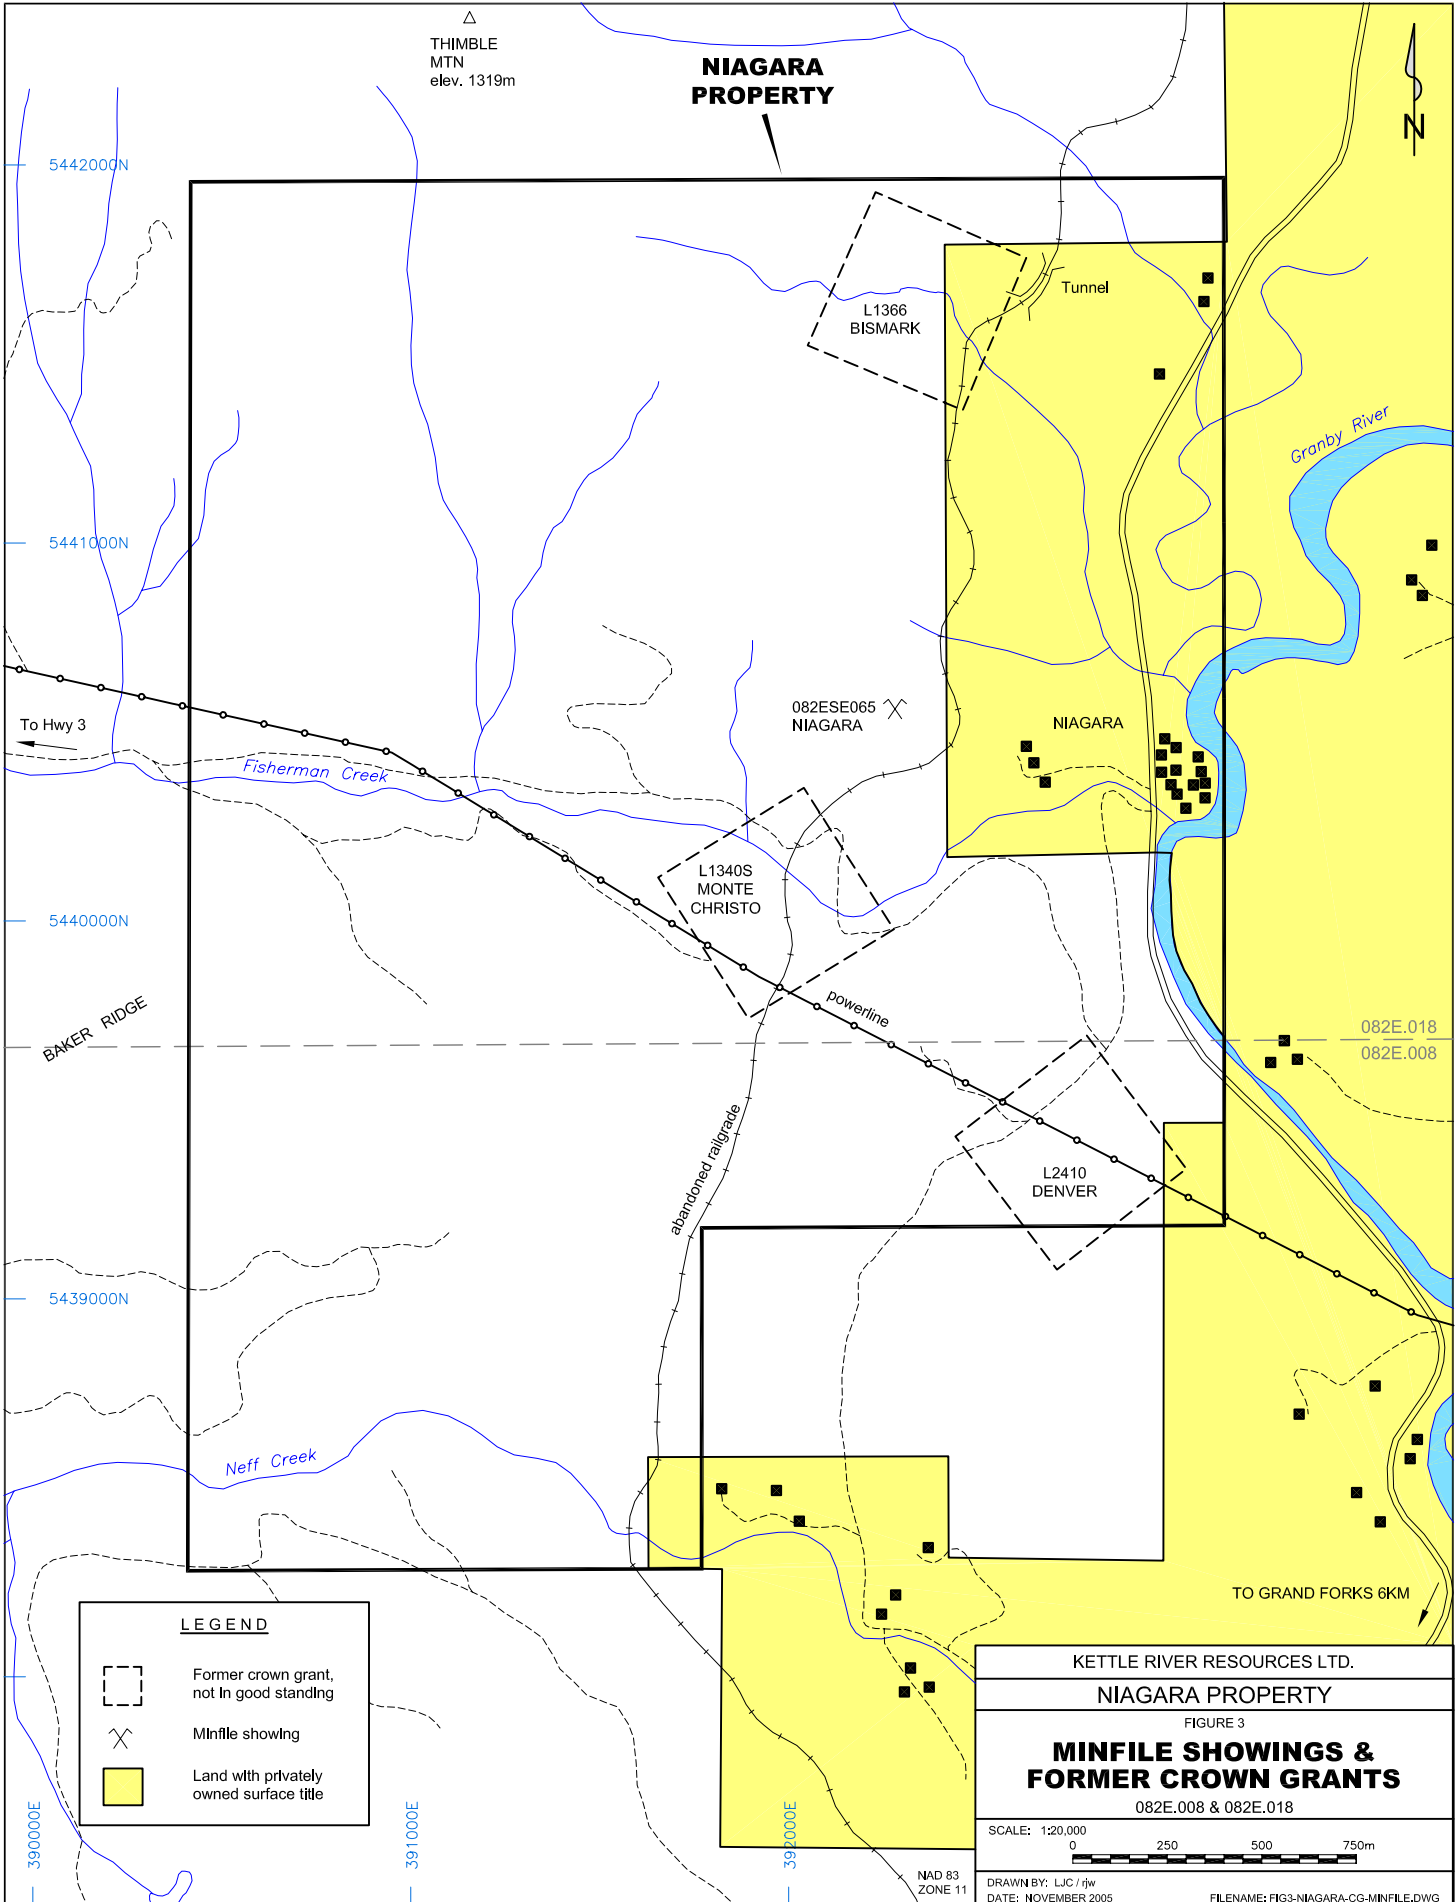 THIMBLE
MTN
elev. 1319m
NIAGARA
PROPERTY
N
5442000N
Tunnel
L1366
BISMARK
Granby River
5441000N
082ESE065
NIAGARA
NIAGARA
To Hwy 3
Fisherman Creek
L1340S
MONTE
CHRISTO
5440000N
powerline
BAKER RIDGE
082E.018
082E.008
abandoned railgrade
L2410
DENVER
5439000N
Neff Creek
TO GRAND FORKS 6KM
LEGEND
Former crown grant,
not in good standing
Minfile showing
Land with privately
owned surface title
390000E
391000E
392000E
NAD 83
ZONE 11
KETTLE RIVER RESOURCES LTD.
NIAGARA PROPERTY
FIGURE 3
MINFILE SHOWINGS &
FORMER CROWN GRANTS
082E.008 & 082E.018
SCALE: 1:20,000
0 250 500 750m
DRAWN BY: LJC / rjw
DATE: NOVEMBER 2005
FILENAME: FIG3-NIAGARA-CG-MINFILE.DWG